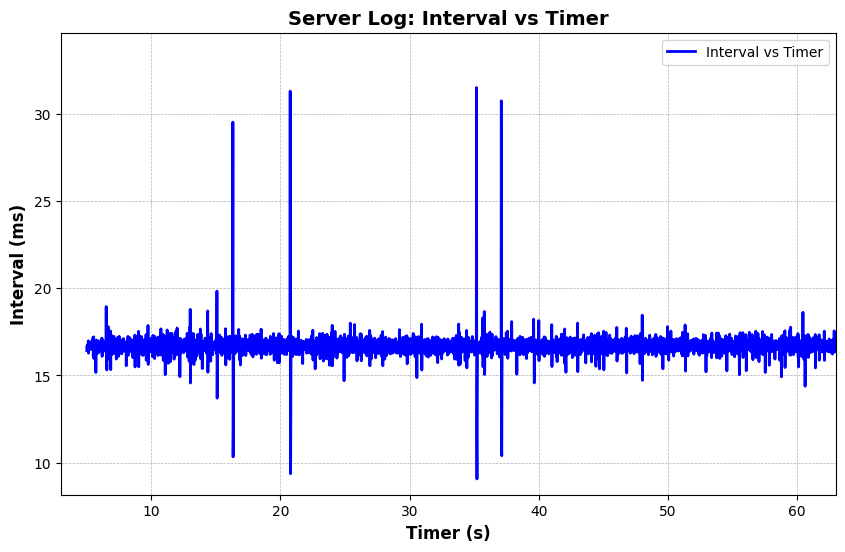 Server Log: Interval vs Timer
Interval vs Timer
Interval (ms)
30
25
20
15
10
10 20 30 40 50 60
Timer (s)